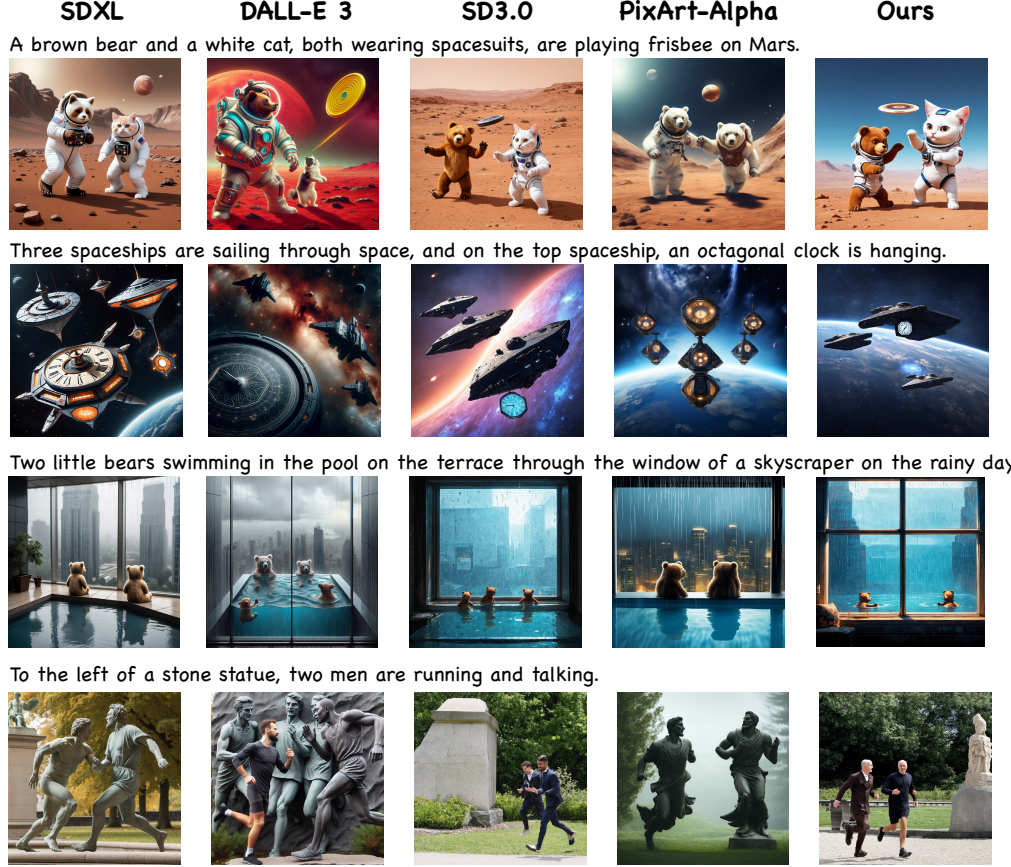 SDXL DALL-E 3 SD3.0 PixArt-Alpha Ours
A brown bear and a white cat, both wearing spacesuits, are playing frisbee on Mars.
Three spaceships are sailing through space, and on the top spaceship, an octagonal clock is hanging.
Two little bears swimming in the pool on the terrace through the window of a skyscraper on the rainy day
To the left of a stone statue, two men are running and talking.